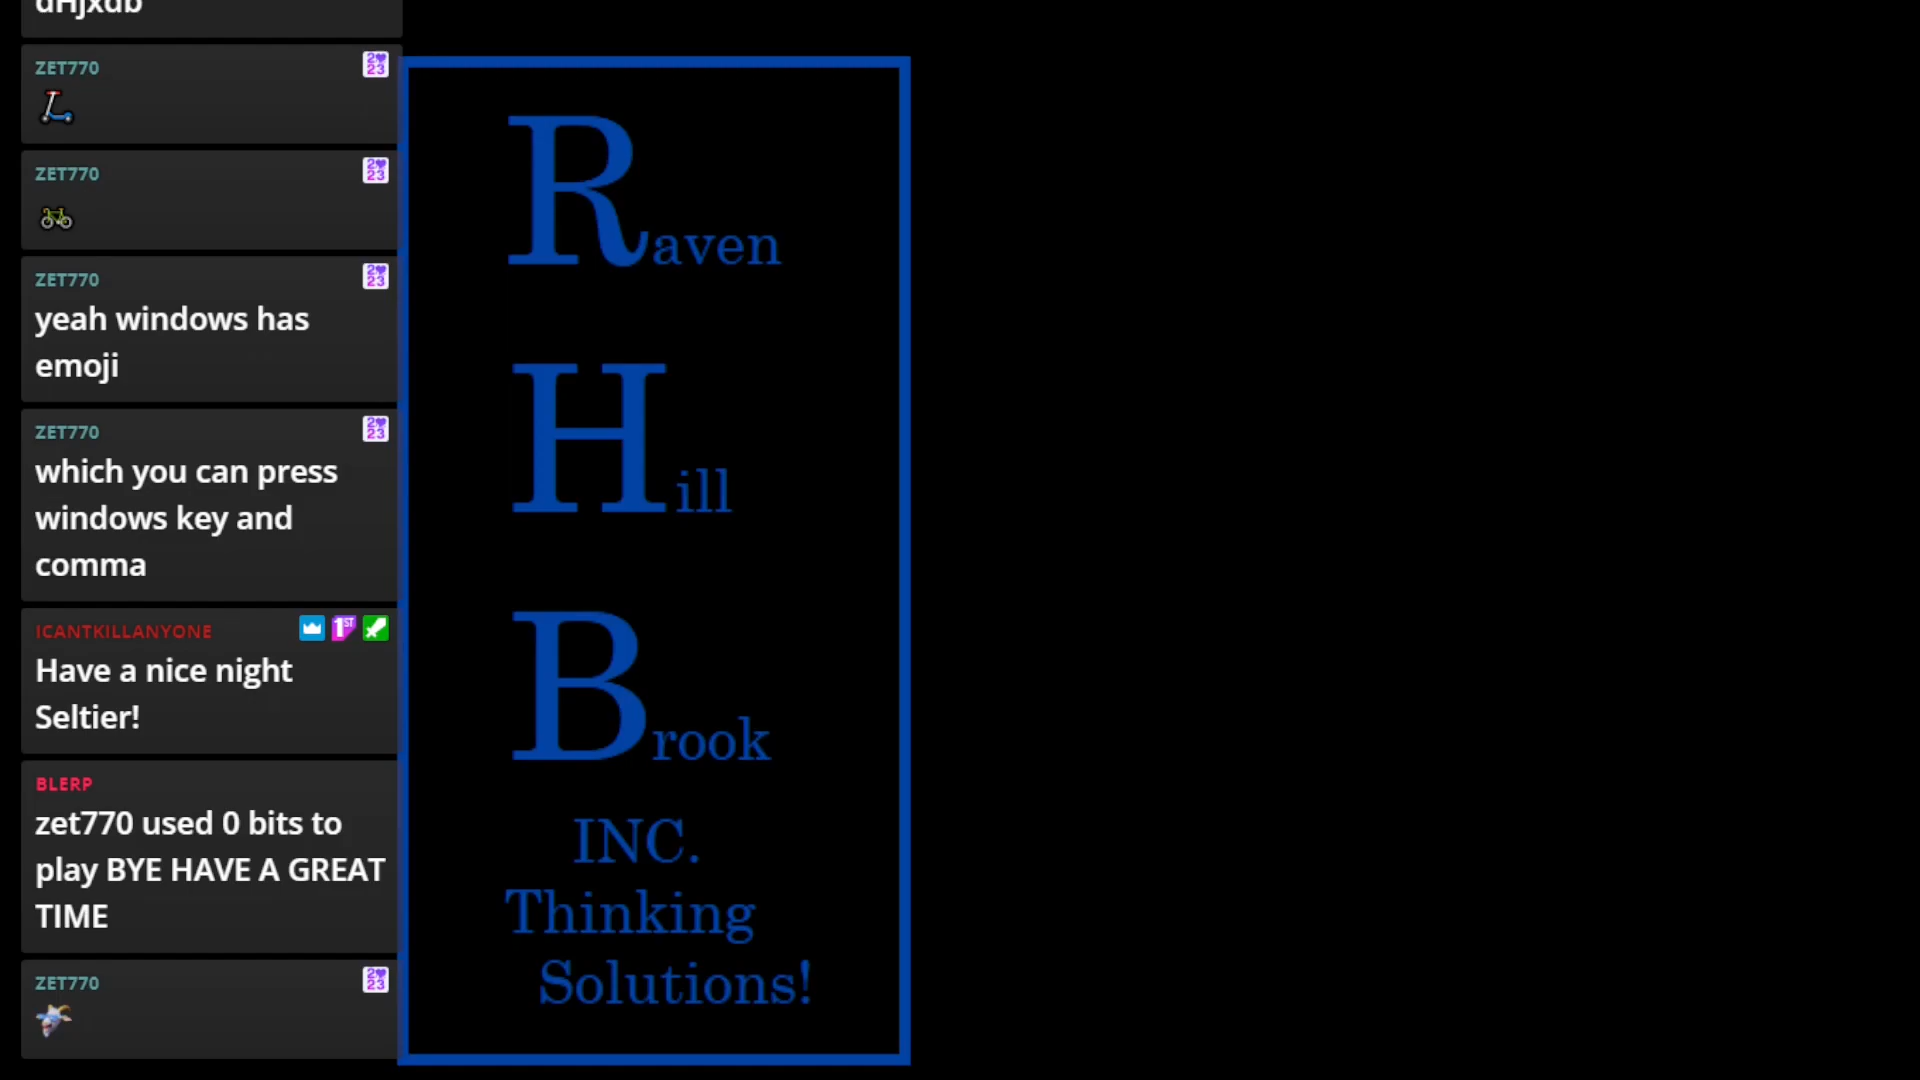 dHjxdb
ZET770
ZET770
ZET770
yeah windows has
emoji
ZET770
which you can press
windows key and
comma
ICANTKILLANYONE
1ST
Have a nice night
Seltier!
BLERP
zet770 used 0 bits to
play BYE HAVE A GREAT
TIME
ZET770
Raven
Hill
Brook
INC.
Thinking
Solutions!